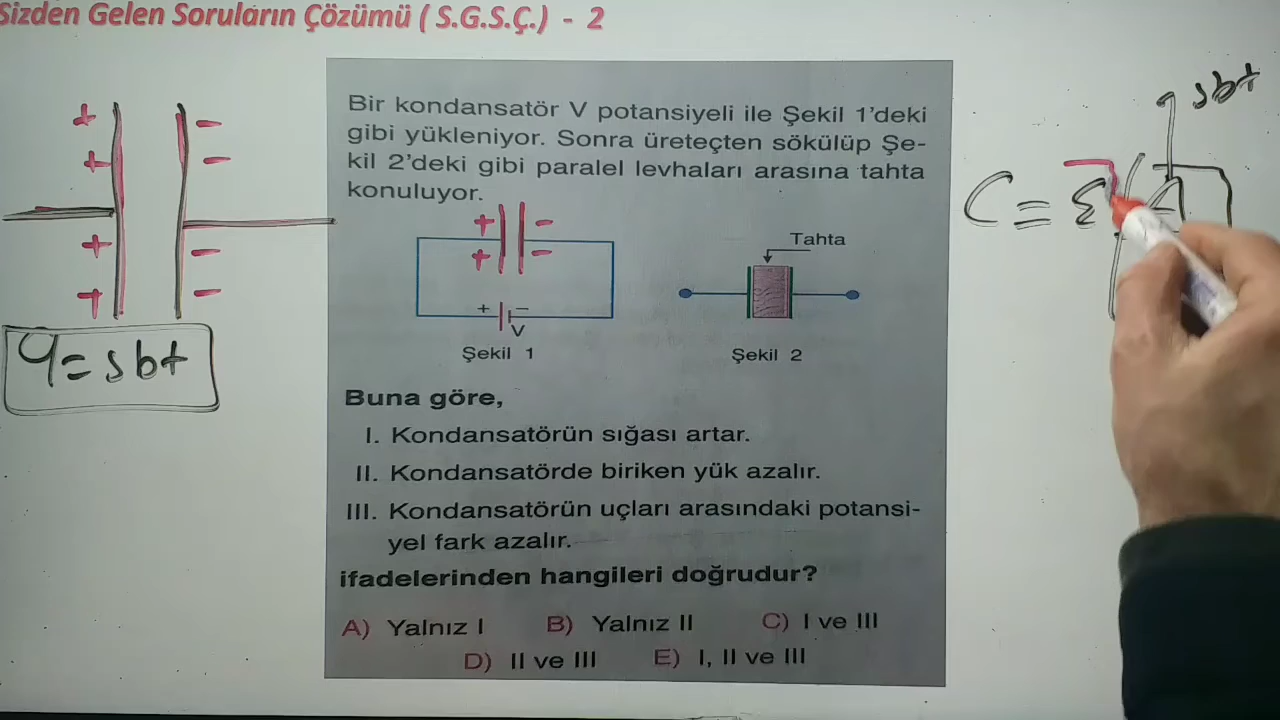 Sizden Gelen Soruların Çözümü ( S.G.S.Ç.) - 2
Bir kondansatör V potansiyeli ile Şekil 1'deki
gibi yükleniyor. Sonra üreteçten sökülüp Şe-
kil 2'deki gibi paralel levhaları arasına tahta
konuluyor.
+ + + +
- - - -
q = sbt
+ +
- -
+ -
V
Şekil 1
Tahta
Şekil 2
Buna göre,
I. Kondansatörün sığası artar.
II. Kondansatörde biriken yük azalır.
III. Kondansatörün uçları arasındaki potansi-
yel fark azalır.
ifadelerinden hangileri doğrudur?
A) Yalnız I B) Yalnız II C) I ve III
D) II ve III E) I, II ve III
sbt
C = ε A